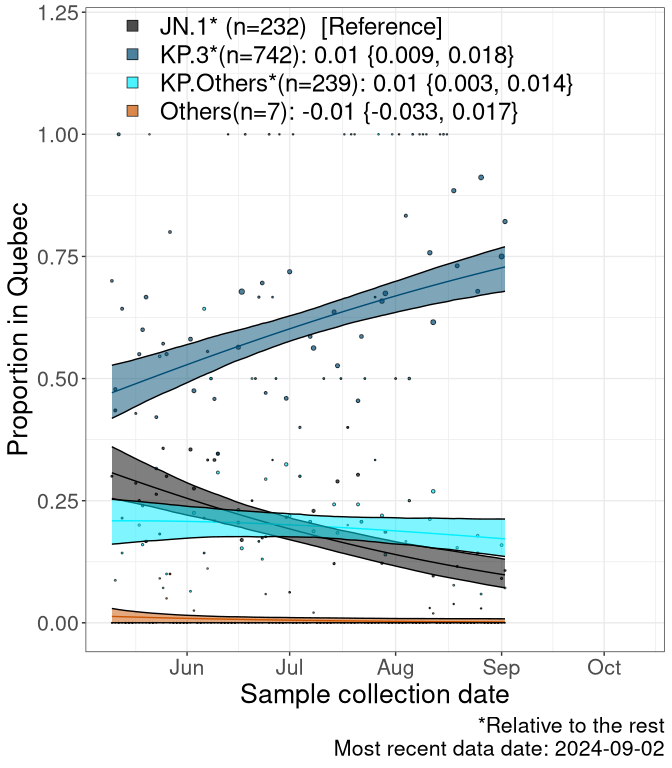 JN.1* (n=232) [Reference]
KP.3*(n=742): 0.01 {0.009, 0.018}
KP.Others*(n=239): 0.01 {0.003, 0.014}
Others(n=7): -0.01 {-0.033, 0.017}
Proportion in Quebec
1.25
1.00
0.75
0.50
0.25
0.00
Jun Jul Aug Sep Oct
Sample collection date
*Relative to the rest
Most recent data date: 2024-09-02